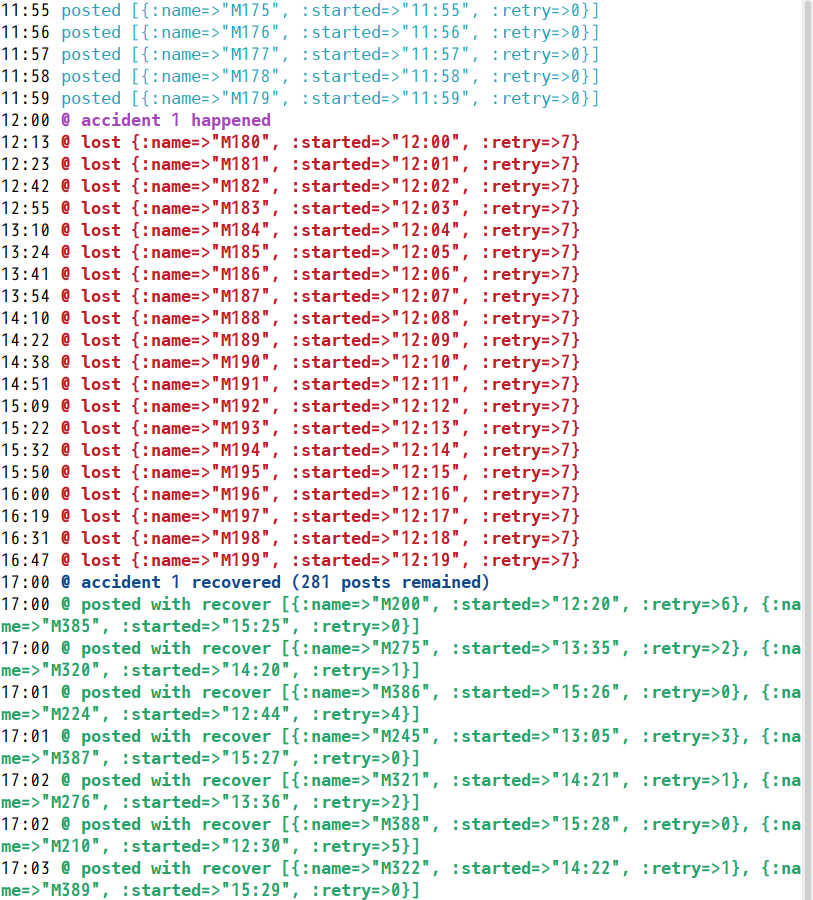 11:55 posted [{:name=>"M175", :started=>"11:55", :retry=>0}]
11:56 posted [{:name=>"M176", :started=>"11:56", :retry=>0}]
11:57 posted [{:name=>"M177", :started=>"11:57", :retry=>0}]
11:58 posted [{:name=>"M178", :started=>"11:58", :retry=>0}]
11:59 posted [{:name=>"M179", :started=>"11:59", :retry=>0}]
12:00 @ accident 1 happened
12:13 @ lost {:name=>"M180", :started=>"12:00", :retry=>7}
12:23 @ lost {:name=>"M181", :started=>"12:01", :retry=>7}
12:42 @ lost {:name=>"M182", :started=>"12:02", :retry=>7}
12:55 @ lost {:name=>"M183", :started=>"12:03", :retry=>7}
13:10 @ lost {:name=>"M184", :started=>"12:04", :retry=>7}
13:24 @ lost {:name=>"M185", :started=>"12:05", :retry=>7}
13:41 @ lost {:name=>"M186", :started=>"12:06", :retry=>7}
13:54 @ lost {:name=>"M187", :started=>"12:07", :retry=>7}
14:10 @ lost {:name=>"M188", :started=>"12:08", :retry=>7}
14:22 @ lost {:name=>"M189", :started=>"12:09", :retry=>7}
14:38 @ lost {:name=>"M190", :started=>"12:10", :retry=>7}
14:51 @ lost {:name=>"M191", :started=>"12:11", :retry=>7}
15:09 @ lost {:name=>"M192", :started=>"12:12", :retry=>7}
15:22 @ lost {:name=>"M193", :started=>"12:13", :retry=>7}
15:32 @ lost {:name=>"M194", :started=>"12:14", :retry=>7}
15:50 @ lost {:name=>"M195", :started=>"12:15", :retry=>7}
16:00 @ lost {:name=>"M196", :started=>"12:16", :retry=>7}
16:19 @ lost {:name=>"M197", :started=>"12:17", :retry=>7}
16:31 @ lost {:name=>"M198", :started=>"12:18", :retry=>7}
16:47 @ lost {:name=>"M199", :started=>"12:19", :retry=>7}
17:00 @ accident 1 recovered (281 posts remained)
17:00 @ posted with recover [{:name=>"M200", :started=>"12:20", :retry=>6}, {:na
me=>"M385", :started=>"15:25", :retry=>0}]
17:00 @ posted with recover [{:name=>"M275", :started=>"13:35", :retry=>2}, {:na
me=>"M320", :started=>"14:20", :retry=>1}]
17:01 @ posted with recover [{:name=>"M386", :started=>"15:26", :retry=>0}, {:na
me=>"M224", :started=>"12:44", :retry=>4}]
17:01 @ posted with recover [{:name=>"M245", :started=>"13:05", :retry=>3}, {:na
me=>"M387", :started=>"15:27", :retry=>0}]
17:02 @ posted with recover [{:name=>"M321", :started=>"14:21", :retry=>1}, {:na
me=>"M276", :started=>"13:36", :retry=>2}]
17:02 @ posted with recover [{:name=>"M388", :started=>"15:28", :retry=>0}, {:na
me=>"M210", :started=>"12:30", :retry=>5}]
17:03 @ posted with recover [{:name=>"M322", :started=>"14:22", :retry=>1}, {:na
me=>"M389", :started=>"15:29", :retry=>0}]